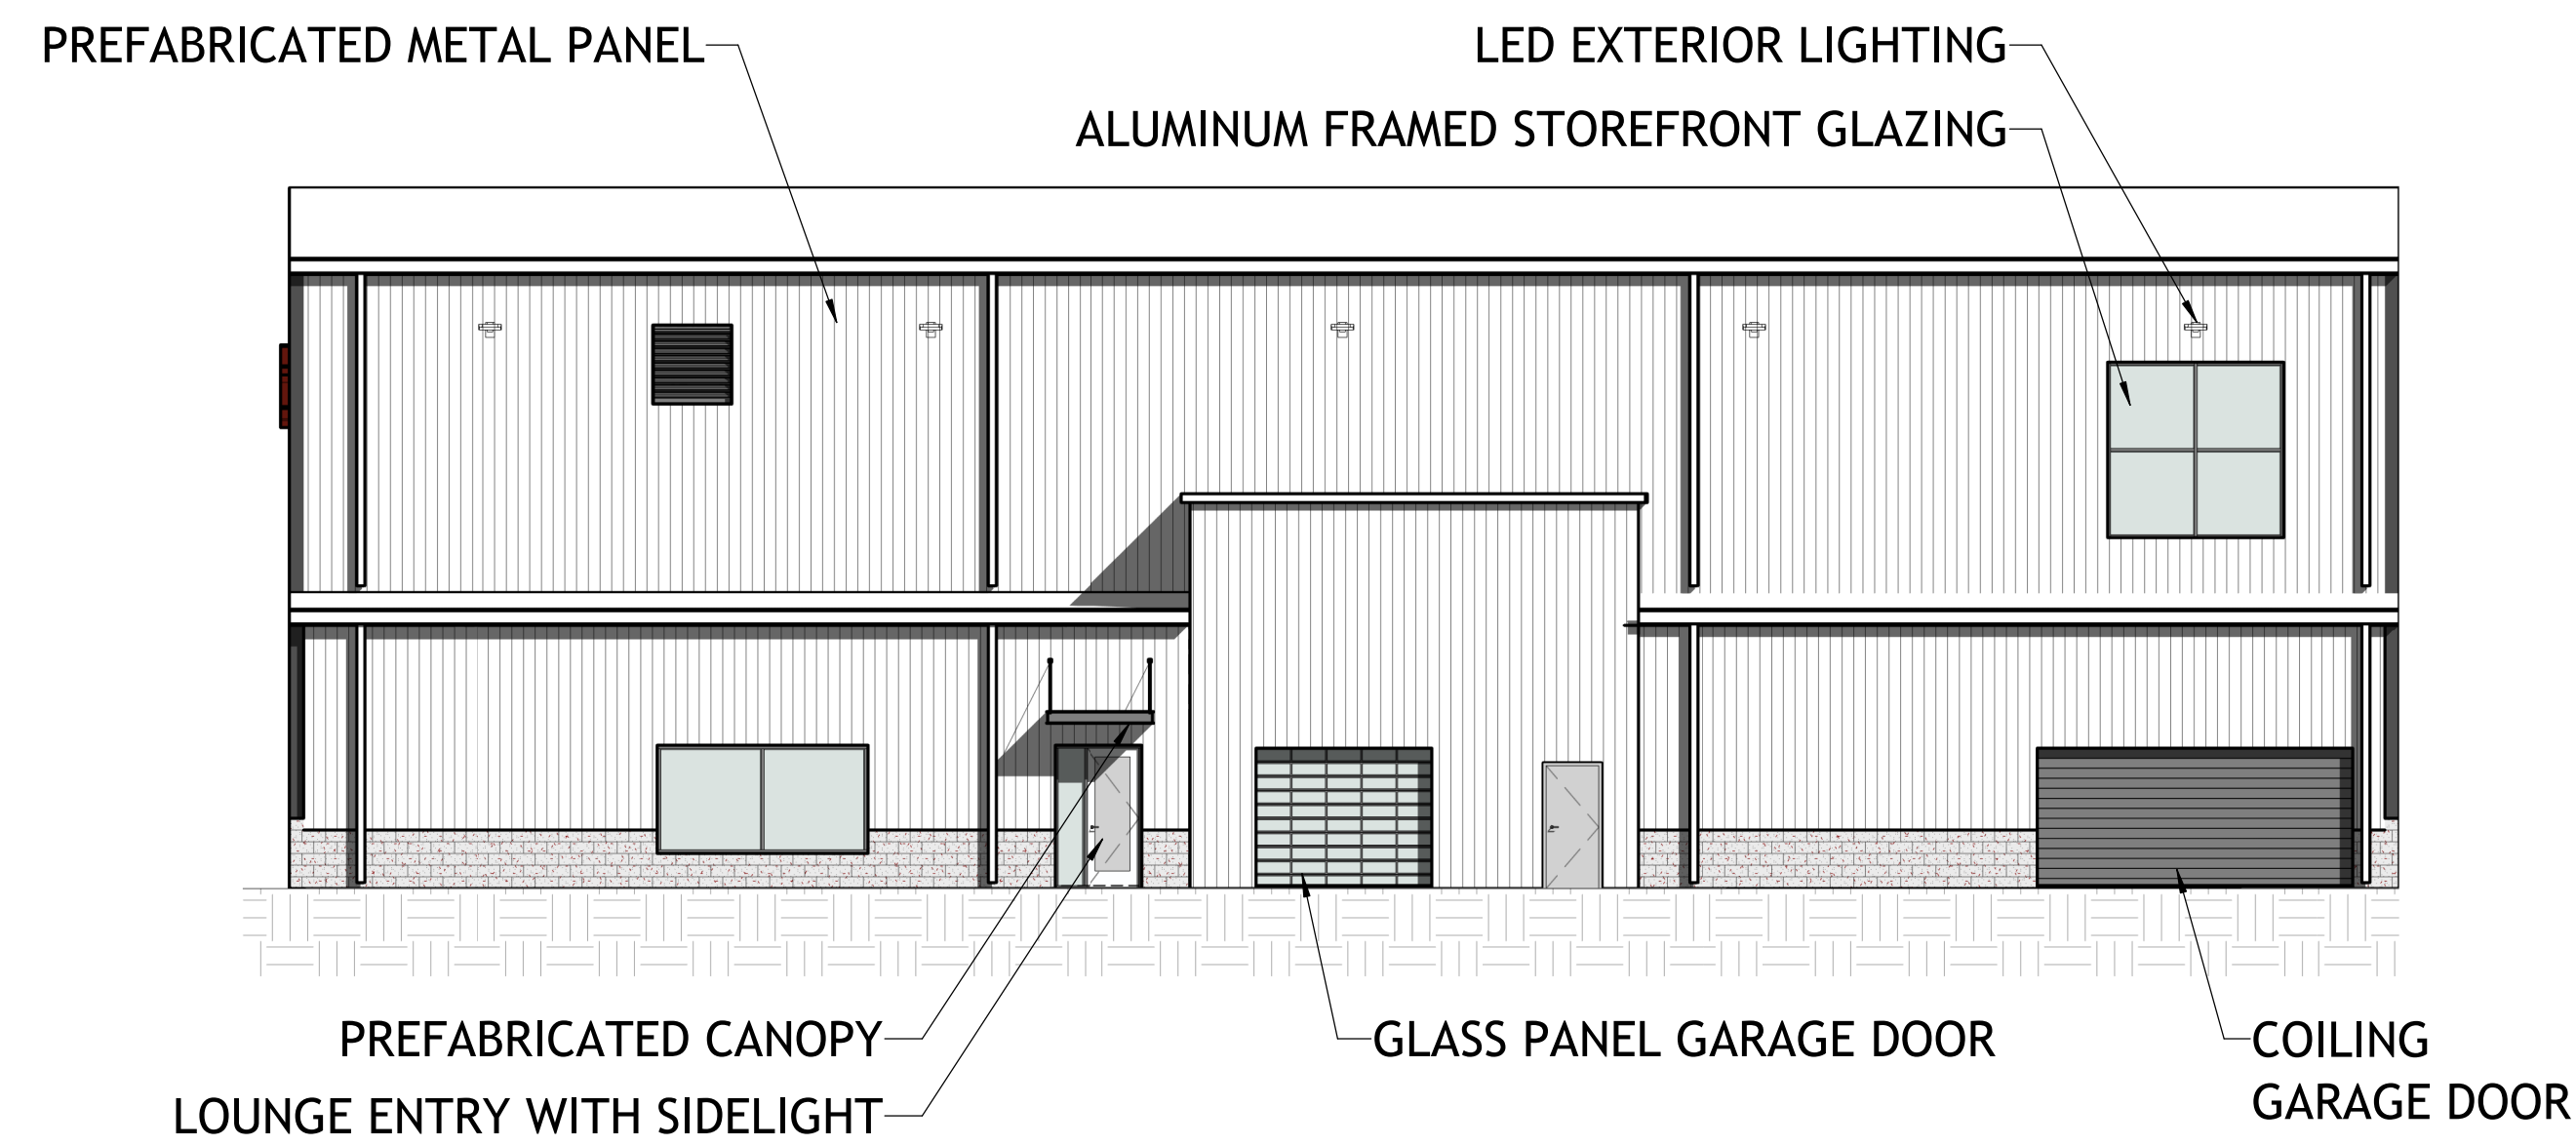 PREFABRICATED METAL PANEL
LED EXTERIOR LIGHTING
ALUMINUM FRAMED STOREFRONT GLAZING
PREFABRICATED CANOPY
GLASS PANEL GARAGE DOOR
COILING
GARAGE DOOR
LOUNGE ENTRY WITH SIDELIGHT